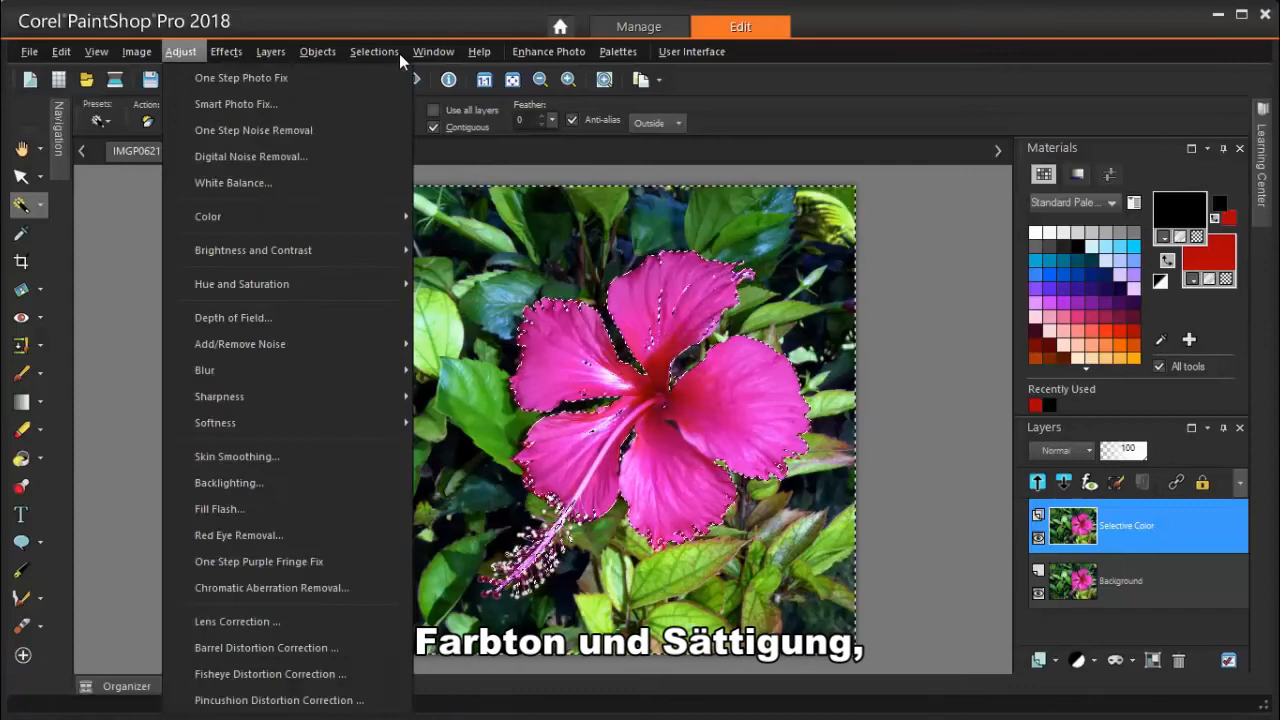 Corel PaintShop Pro 2018
Manage
Edit
File Edit View Image Adjust Effects Layers Objects Selections Window Help Enhance Photo Palettes User Interface
Presets:
Use all layers
Contiguous
Feather:
0
Anti-alias
Outside
Navigation
IMGP0621
One Step Photo Fix
Smart Photo Fix...
One Step Noise Removal
Digital Noise Removal...
White Balance...
Color
Brightness and Contrast
Hue and Saturation
Depth of Field...
Add/Remove Noise
Blur
Sharpness
Softness
Skin Smoothing...
Backlighting...
Fill Flash...
Red Eye Removal...
One Step Purple Fringe Fix
Chromatic Aberration Removal...
Lens Correction ...
Barrel Distortion Correction ...
Fisheye Distortion Correction ...
Pincushion Distortion Correction ...
Organizer
Farbton und Sättigung,
Materials
Standard Pale...
All tools
Recently Used
Layers
Normal
100
Selective Color
Background
Learning Center